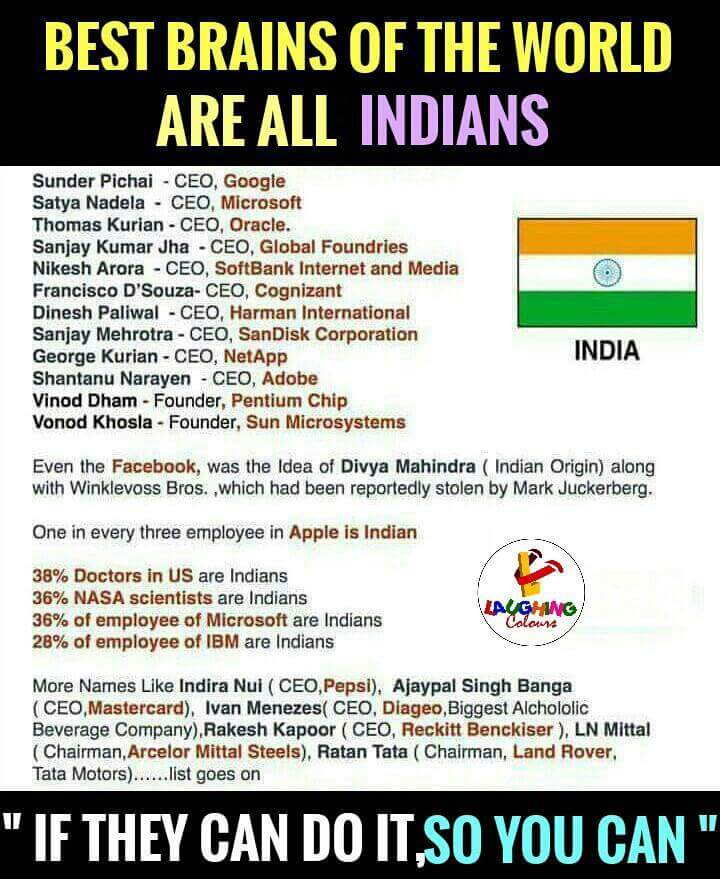 BEST BRAINS OF THE WORLD
ARE ALL INDIANS
Sunder Pichai - CEO, Google
Satya Nadela - CEO, Microsoft
Thomas Kurian - CEO, Oracle.
Sanjay Kumar Jha - CEO, Global Foundries
Nikesh Arora - CEO, SoftBank Internet and Media
Francisco D'Souza- CEO, Cognizant
Dinesh Paliwal - CEO, Harman International
Sanjay Mehrotra - CEO, SanDisk Corporation
George Kurian - CEO, NetApp
Shantanu Narayen - CEO, Adobe
Vinod Dham - Founder, Pentium Chip
Vonod Khosla - Founder, Sun Microsystems
INDIA
Even the Facebook, was the Idea of Divya Mahindra ( Indian Origin) along
with Winklevoss Bros. ,which had been reportedly stolen by Mark Juckerberg.
One in every three employee in Apple is Indian
38% Doctors in US are Indians
36% NASA scientists are Indians
36% of employee of Microsoft are Indians
28% of employee of IBM are Indians
LAUGHING
Colours
More Names Like Indira Nui ( CEO,Pepsi), Ajaypal Singh Banga
( CEO,Mastercard), Ivan Menezes( CEO, Diageo,Biggest Alchololic
Beverage Company),Rakesh Kapoor ( CEO, Reckitt Benckiser ), LN Mittal
( Chairman,Arcelor Mittal Steels), Ratan Tata ( Chairman, Land Rover,
Tata Motors)......list goes on
" IF THEY CAN DO IT,SO YOU CAN "